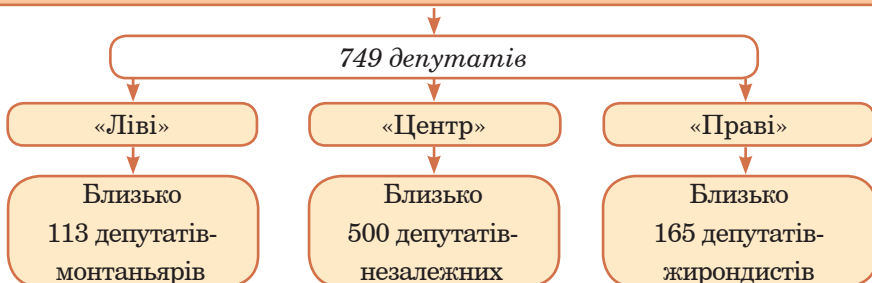 749 депутатів
«Ліві»
«Центр»
«Праві»
Близько
113 депутатів-
монтаньярів
Близько
500 депутатів-
незалежних
Близько
165 депутатів-
жирондистів